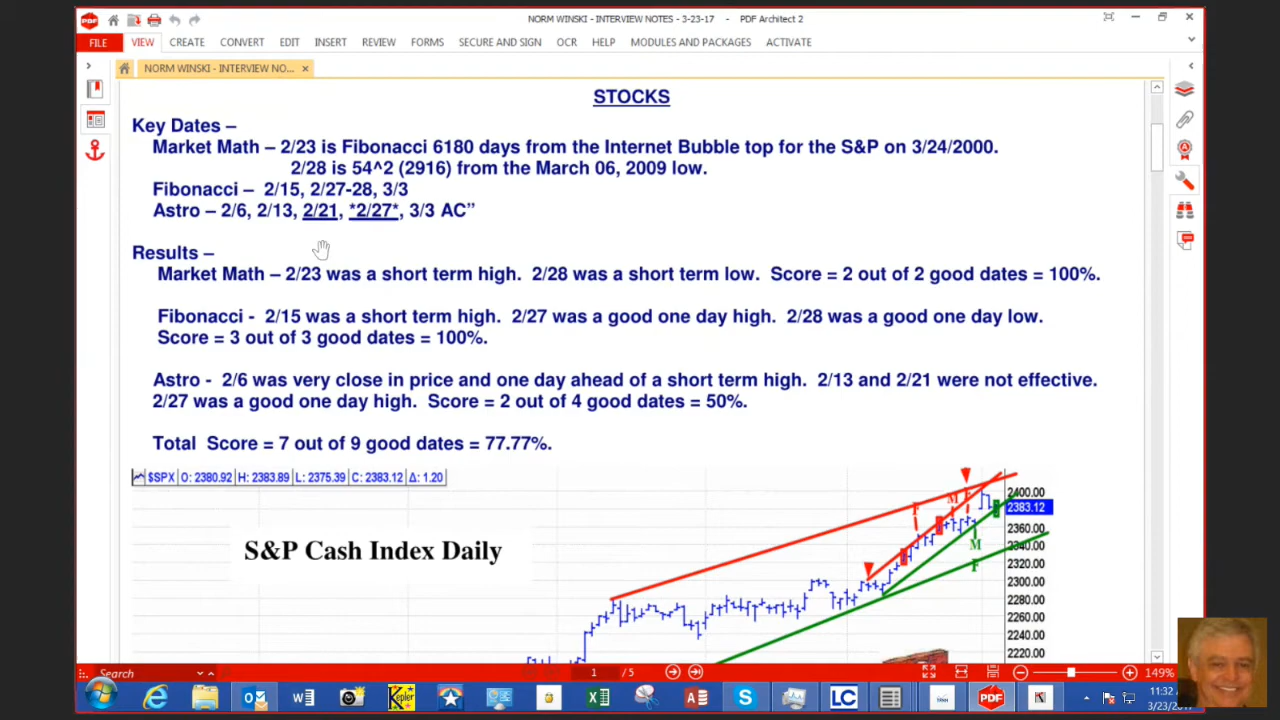 NORM WINSKI - INTERVIEW NOTES - 3-23-17 - PDF Architect 2
FILE VIEW CREATE CONVERT EDIT INSERT REVIEW FORMS SECURE AND SIGN OCR HELP MODULES AND PACKAGES ACTIVATE
NORM WINSKI - INTERVIEW NO... ×
STOCKS
Key Dates –
Market Math – 2/23 is Fibonacci 6180 days from the Internet Bubble top for the S&P on 3/24/2000.
2/28 is 54^2 (2916) from the March 06, 2009 low.
Fibonacci – 2/15, 2/27-28, 3/3
Astro – 2/6, 2/13, 2/21, *2/27*, 3/3 AC”
Results –
Market Math – 2/23 was a short term high. 2/28 was a short term low. Score = 2 out of 2 good dates = 100%.
Fibonacci - 2/15 was a short term high. 2/27 was a good one day high. 2/28 was a good one day low.
Score = 3 out of 3 good dates = 100%.
Astro - 2/6 was very close in price and one day ahead of a short term high. 2/13 and 2/21 were not effective.
2/27 was a good one day high. Score = 2 out of 4 good dates = 50%.
Total Score = 7 out of 9 good dates = 77.77%.
$SPX O: 2380.92 H: 2383.89 L: 2375.39 C: 2383.12 Δ: 1.20
S&P Cash Index Daily
F M F
M
F
2400.00
2383.12
2360.00
2340.00
2320.00
2300.00
2280.00
2260.00
2240.00
2220.00
Search 1 / 5 149%
PDF
Kepler
LC
PDF
11:32